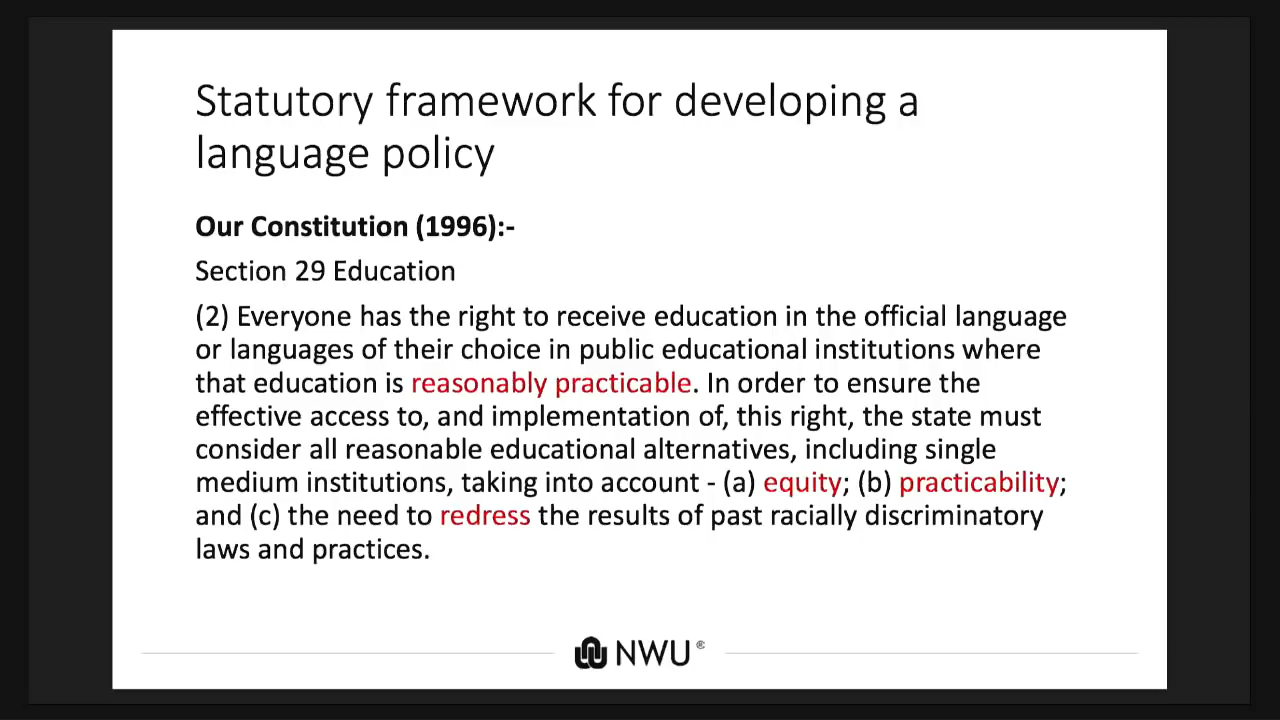 Statutory framework for developing a
language policy
Our Constitution (1996):-
Section 29 Education
(2) Everyone has the right to receive education in the official language
or languages of their choice in public educational institutions where
that education is reasonably practicable. In order to ensure the
effective access to, and implementation of, this right, the state must
consider all reasonable educational alternatives, including single
medium institutions, taking into account - (a) equity; (b) practicability;
and (c) the need to redress the results of past racially discriminatory
laws and practices.
NWU